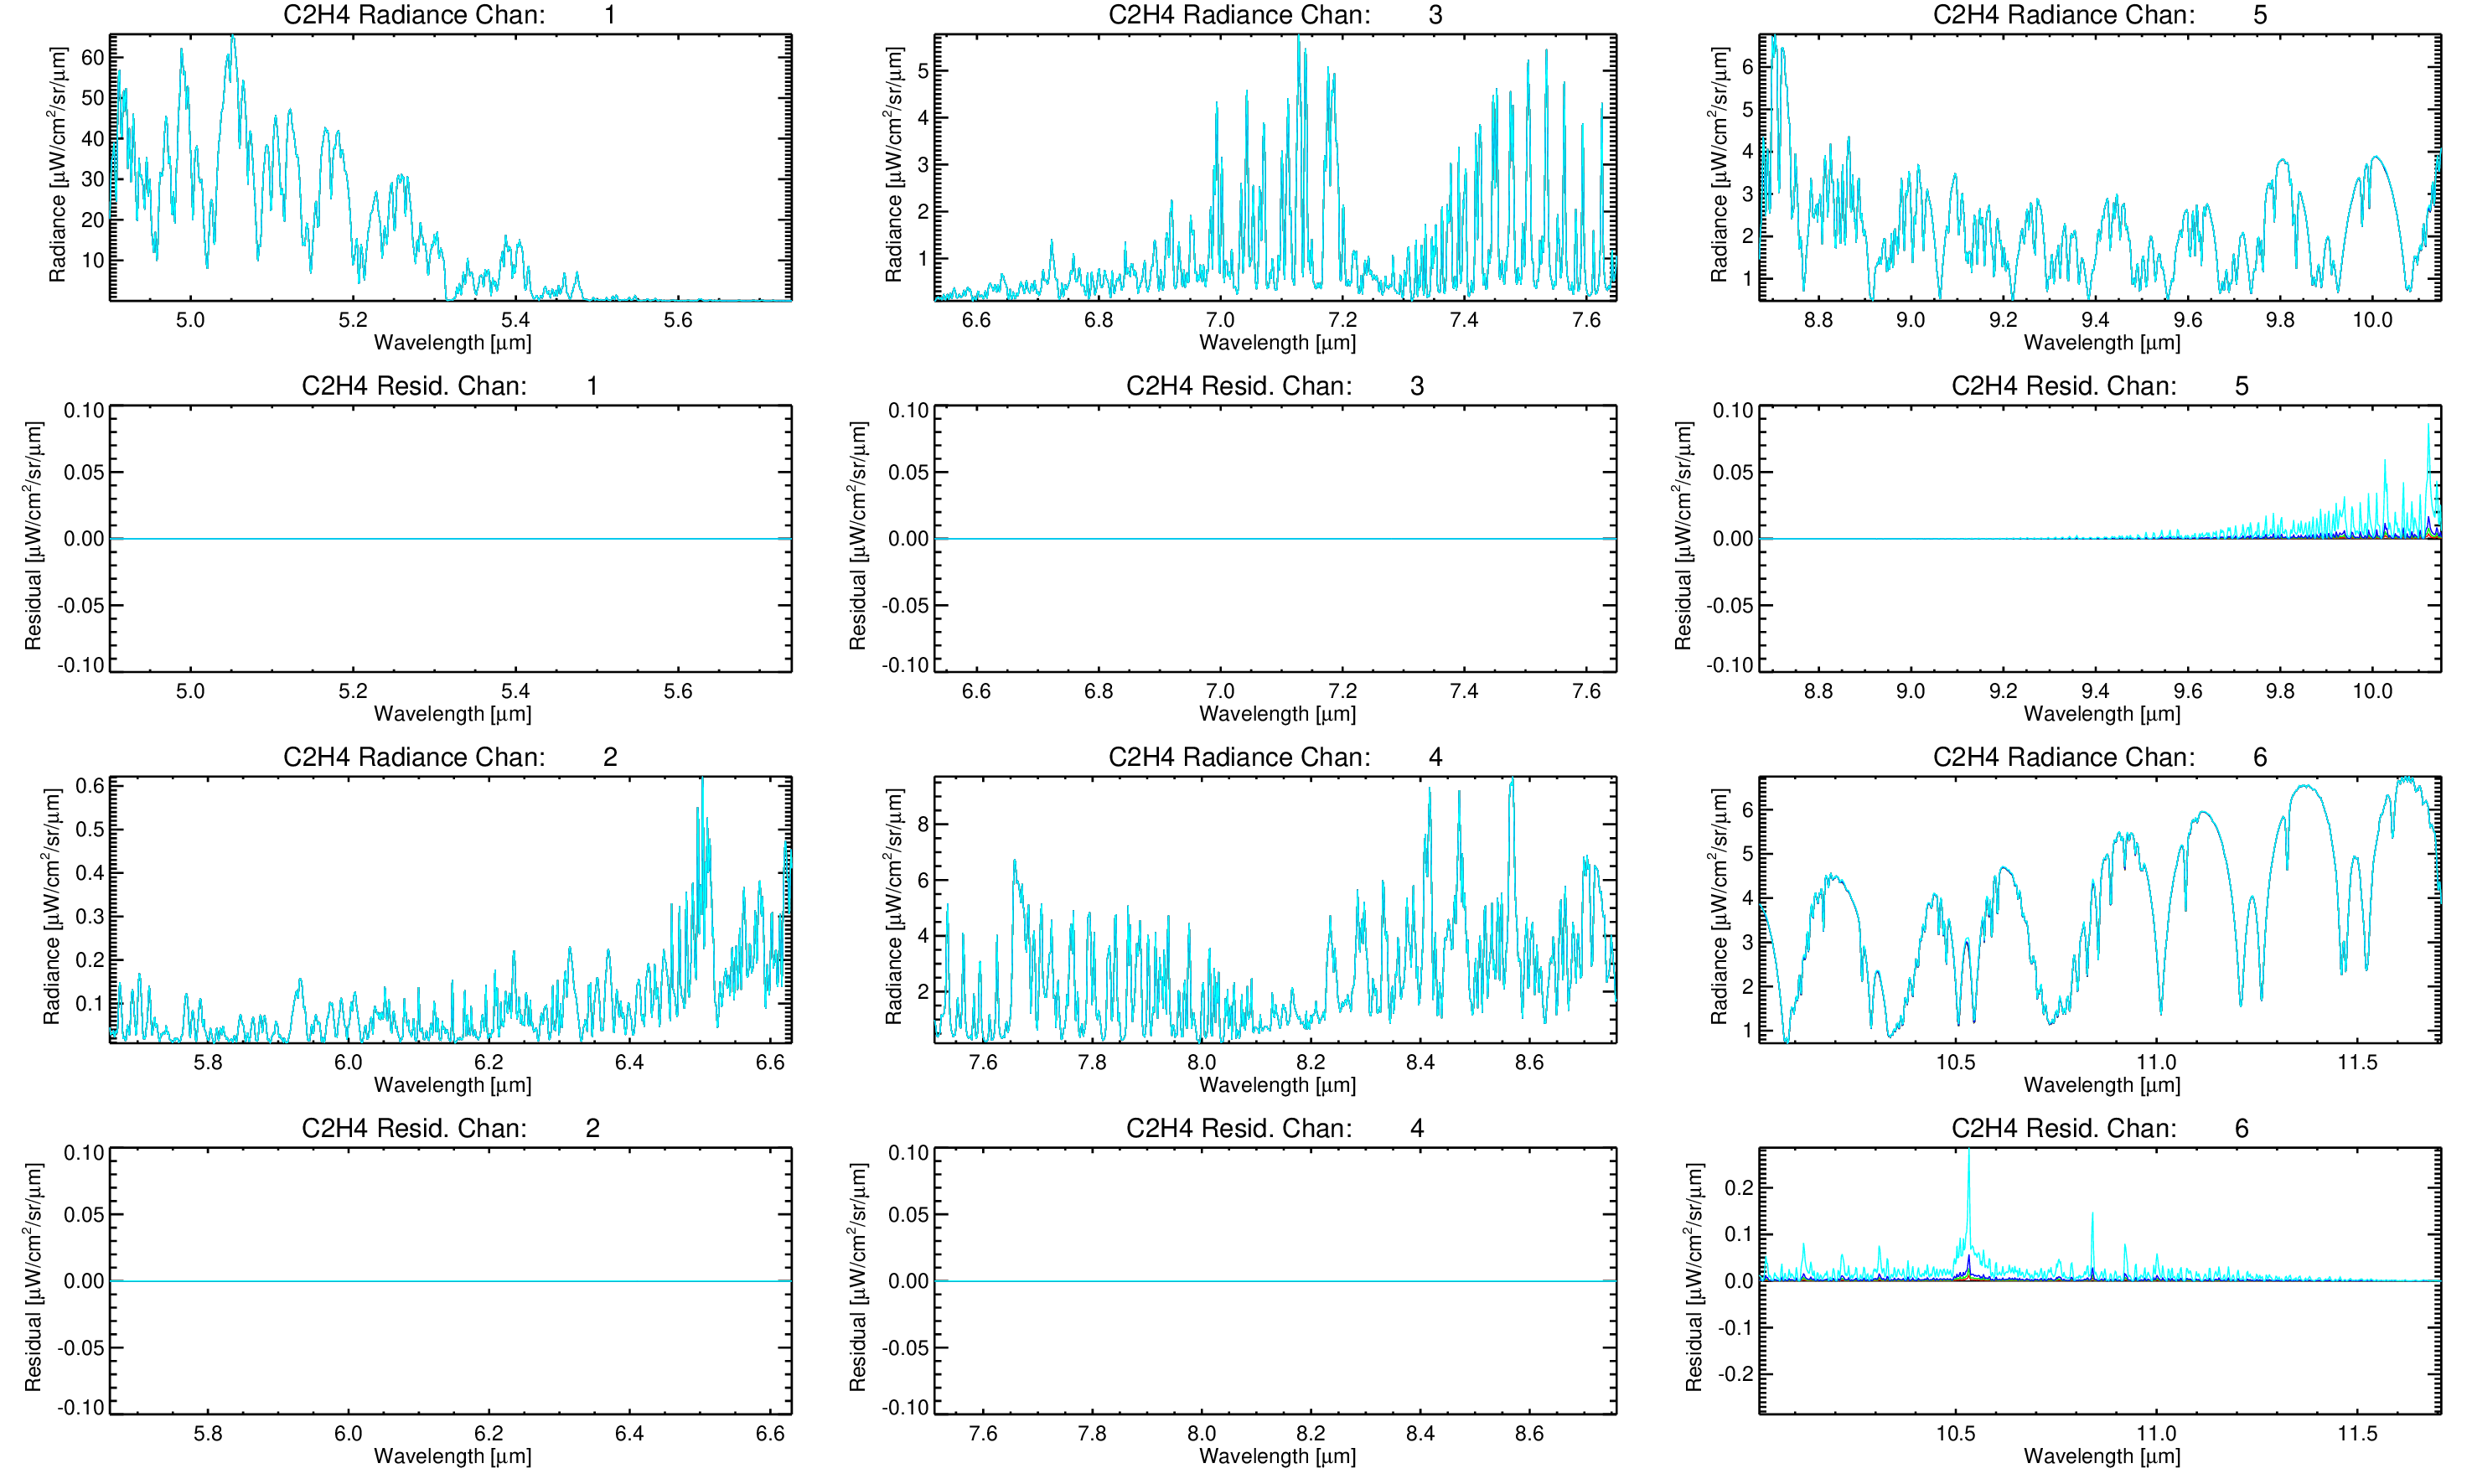 C2H4 Radiance Chan: 1
Radiance [μW/cm2/sr/μm]
60
50
40
30
20
10
5.0 5.2 5.4 5.6
Wavelength [μm]
C2H4 Radiance Chan: 3
Radiance [μW/cm2/sr/μm]
5
4
3
2
1
6.6 6.8 7.0 7.2 7.4 7.6
Wavelength [μm]
C2H4 Radiance Chan: 5
Radiance [μW/cm2/sr/μm]
6
5
4
3
2
1
8.8 9.0 9.2 9.4 9.6 9.8 10.0
Wavelength [μm]
C2H4 Resid. Chan: 1
Residual [μW/cm2/sr/μm]
0.10
0.05
0.00
-0.05
-0.10
5.0 5.2 5.4 5.6
Wavelength [μm]
C2H4 Resid. Chan: 3
Residual [μW/cm2/sr/μm]
0.10
0.05
0.00
-0.05
-0.10
6.6 6.8 7.0 7.2 7.4 7.6
Wavelength [μm]
C2H4 Resid. Chan: 5
Residual [μW/cm2/sr/μm]
0.10
0.05
0.00
-0.05
-0.10
8.8 9.0 9.2 9.4 9.6 9.8 10.0
Wavelength [μm]
C2H4 Radiance Chan: 2
Radiance [μW/cm2/sr/μm]
0.6
0.5
0.4
0.3
0.2
0.1
5.8 6.0 6.2 6.4 6.6
Wavelength [μm]
C2H4 Radiance Chan: 4
Radiance [μW/cm2/sr/μm]
8
6
4
2
7.6 7.8 8.0 8.2 8.4 8.6
Wavelength [μm]
C2H4 Radiance Chan: 6
Radiance [μW/cm2/sr/μm]
6
5
4
3
2
1
10.5 11.0 11.5
Wavelength [μm]
C2H4 Resid. Chan: 2
Residual [μW/cm2/sr/μm]
0.10
0.05
0.00
-0.05
-0.10
5.8 6.0 6.2 6.4 6.6
Wavelength [μm]
C2H4 Resid. Chan: 4
Residual [μW/cm2/sr/μm]
0.10
0.05
0.00
-0.05
-0.10
7.6 7.8 8.0 8.2 8.4 8.6
Wavelength [μm]
C2H4 Resid. Chan: 6
Residual [μW/cm2/sr/μm]
0.2
0.1
0.0
-0.1
-0.2
10.5 11.0 11.5
Wavelength [μm]